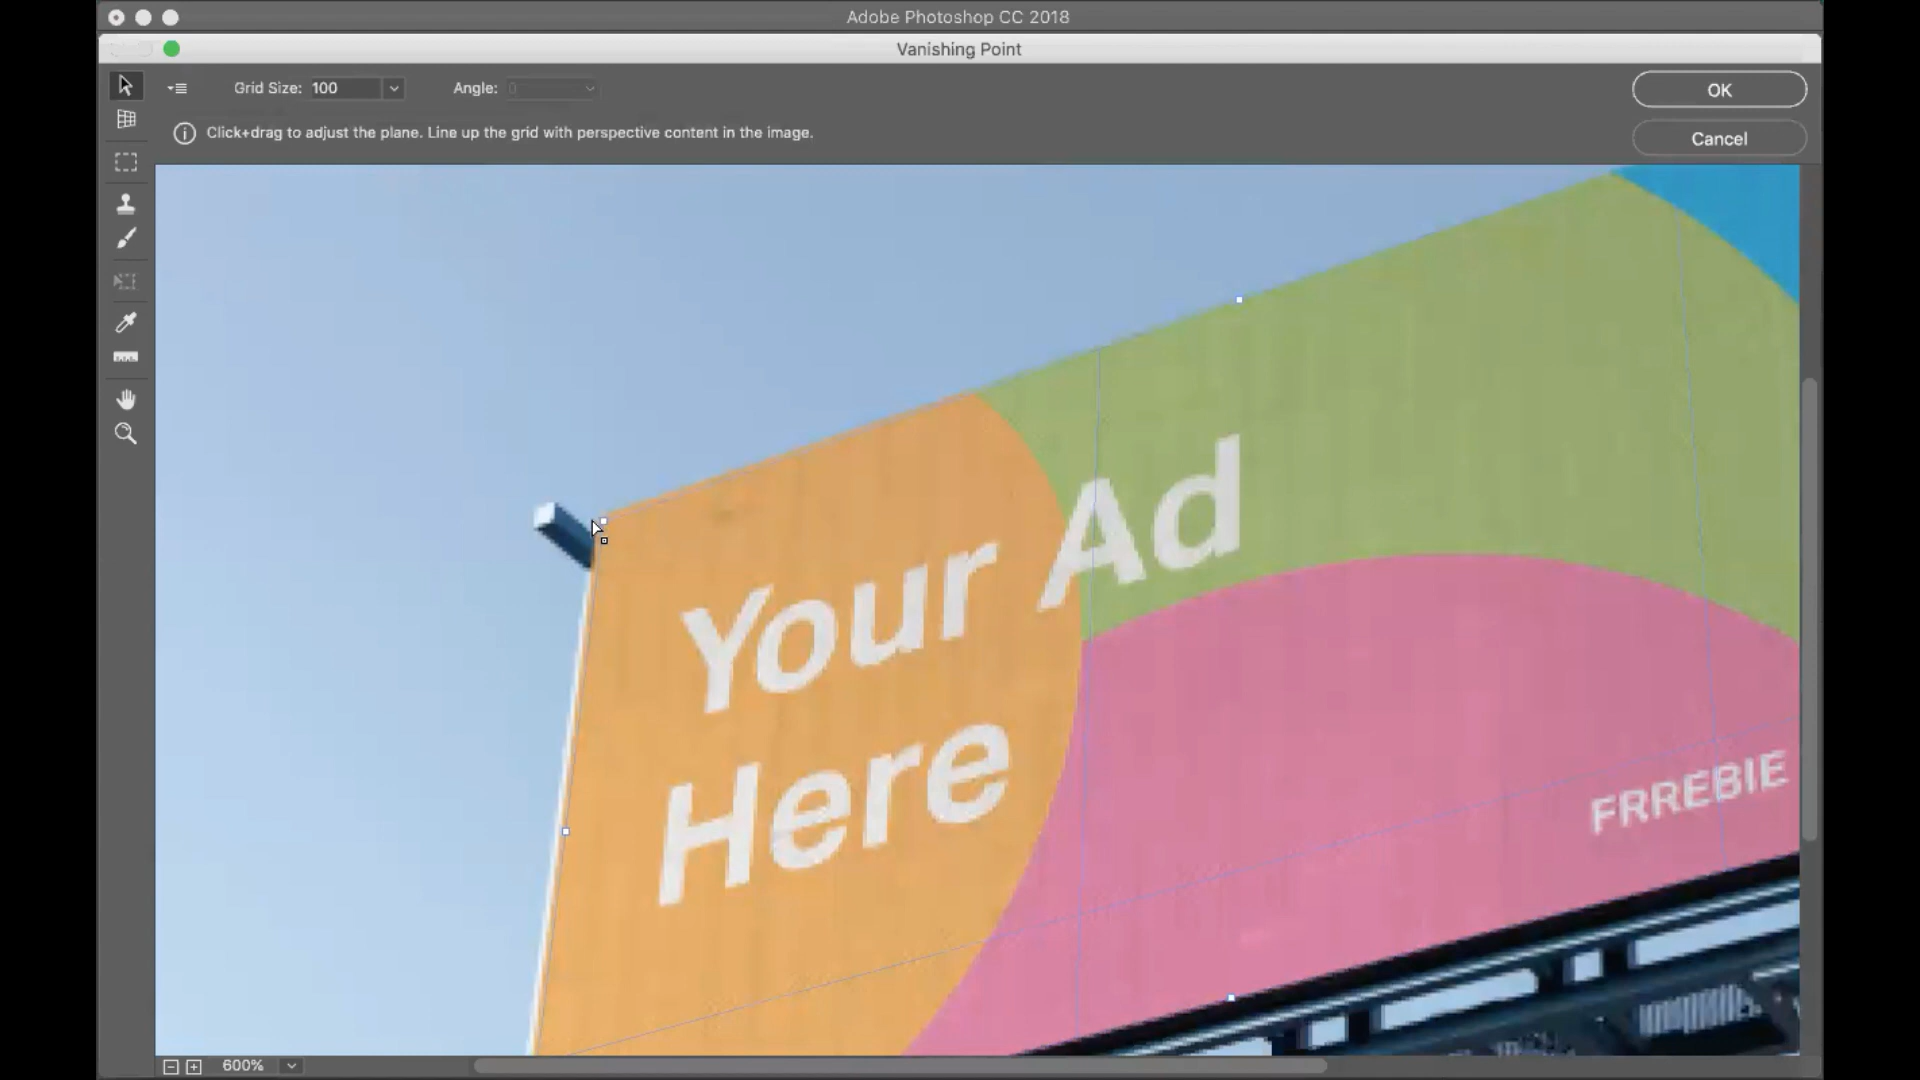 Adobe Photoshop CC 2018
Vanishing Point
Grid Size: 100
Angle: 0
OK
Click+drag to adjust the plane. Line up the grid with perspective content in the image.
Cancel
Your Ad
Here
FRREBIE
600%